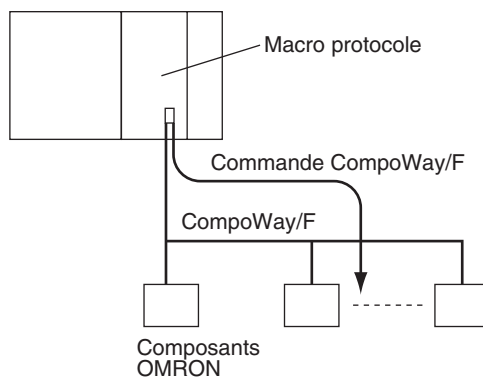 Macro protocole
Commande CompoWay/F
CompoWay/F
Composants
OMRON